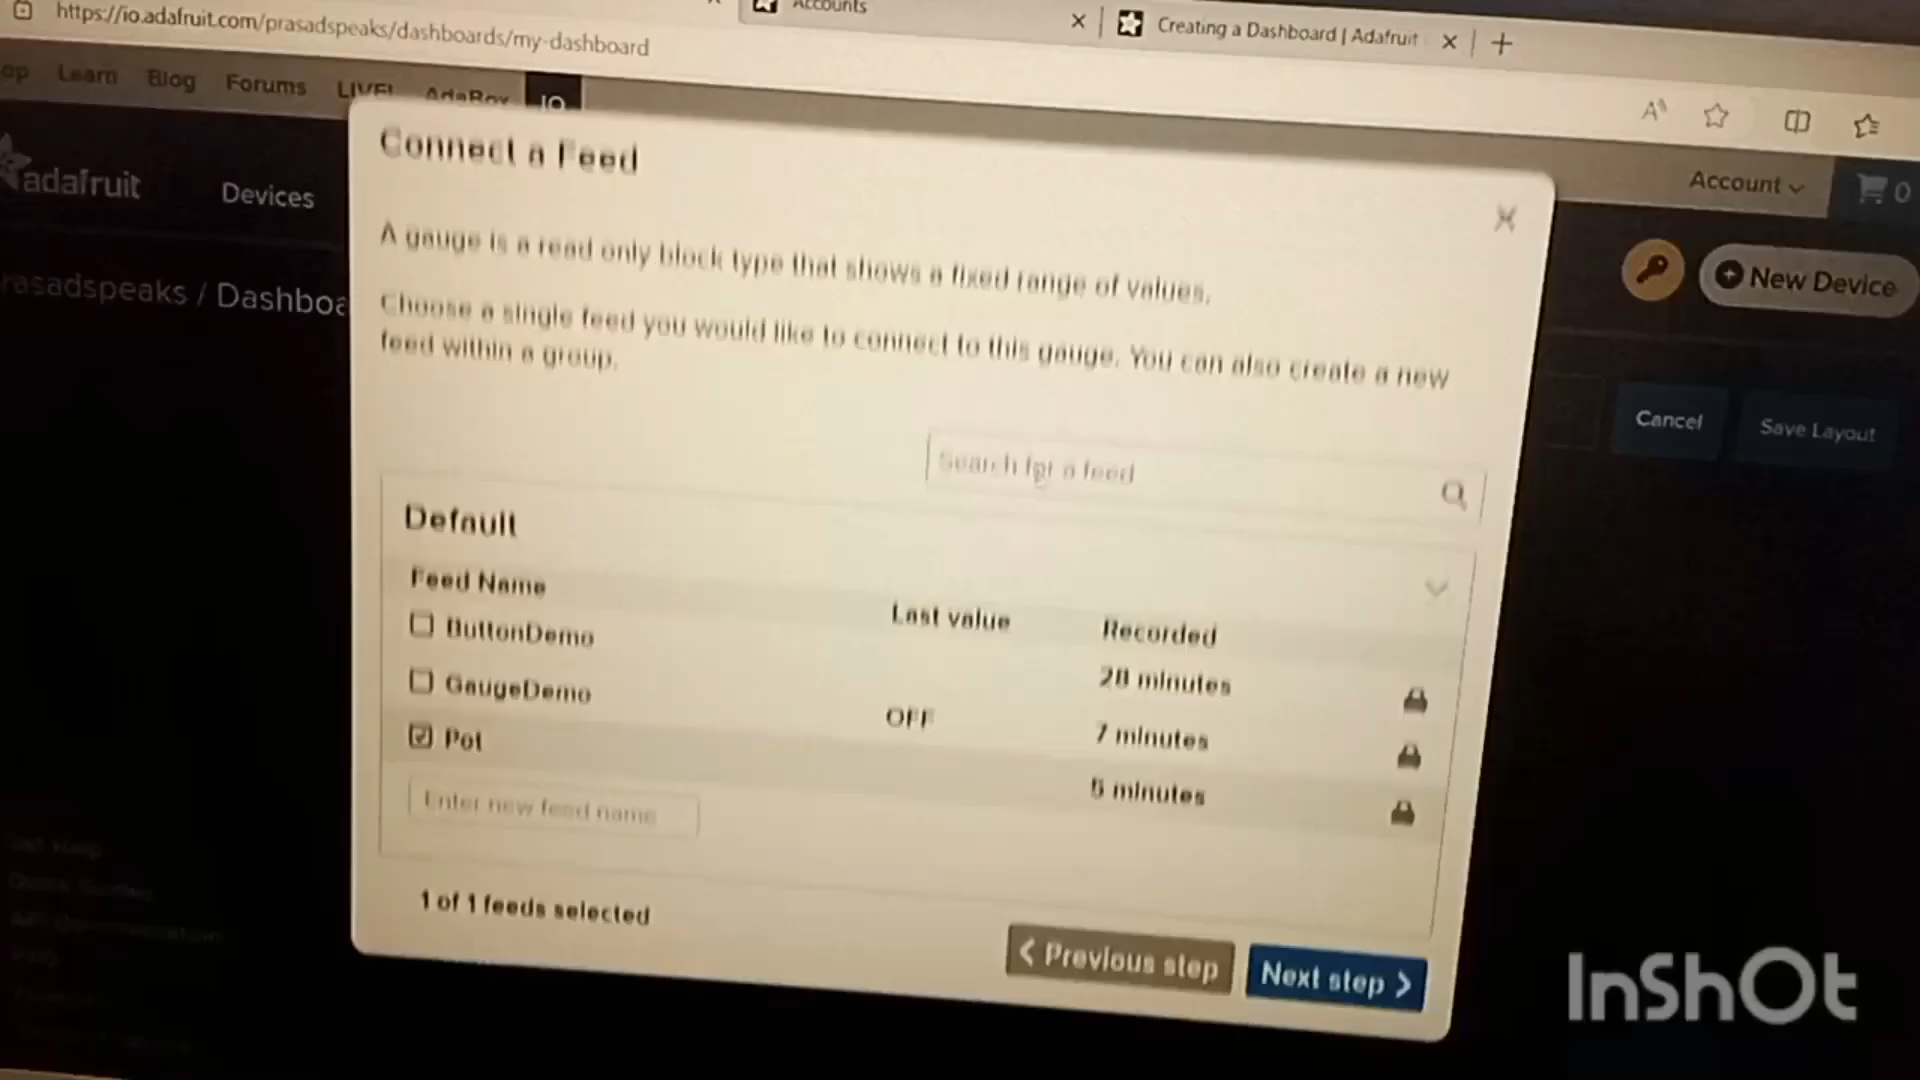 Accounts
Creating a Dashboard | Adafruit
https://io.adafruit.com/prasadspeaks/dashboards/my-dashboard
op Learn Blog Forums LIVE! AdaBox IO
Account 0
adafruit Devices
New Device
rasadspeaks / Dashboa
Cancel Save Layout
Connect a Feed
A gauge is a read only block type that shows a fixed range of values.
Choose a single feed you would like to connect to this gauge. You can also create a new
feed within a group.
Search for a feed
Default
Feed Name Last value Recorded
ButtonDemo 28 minutes
GaugeDemo OFF 7 minutes
Pot 5 minutes
Enter new feed name
1 of 1 feeds selected
Previous step Next step
InShOt